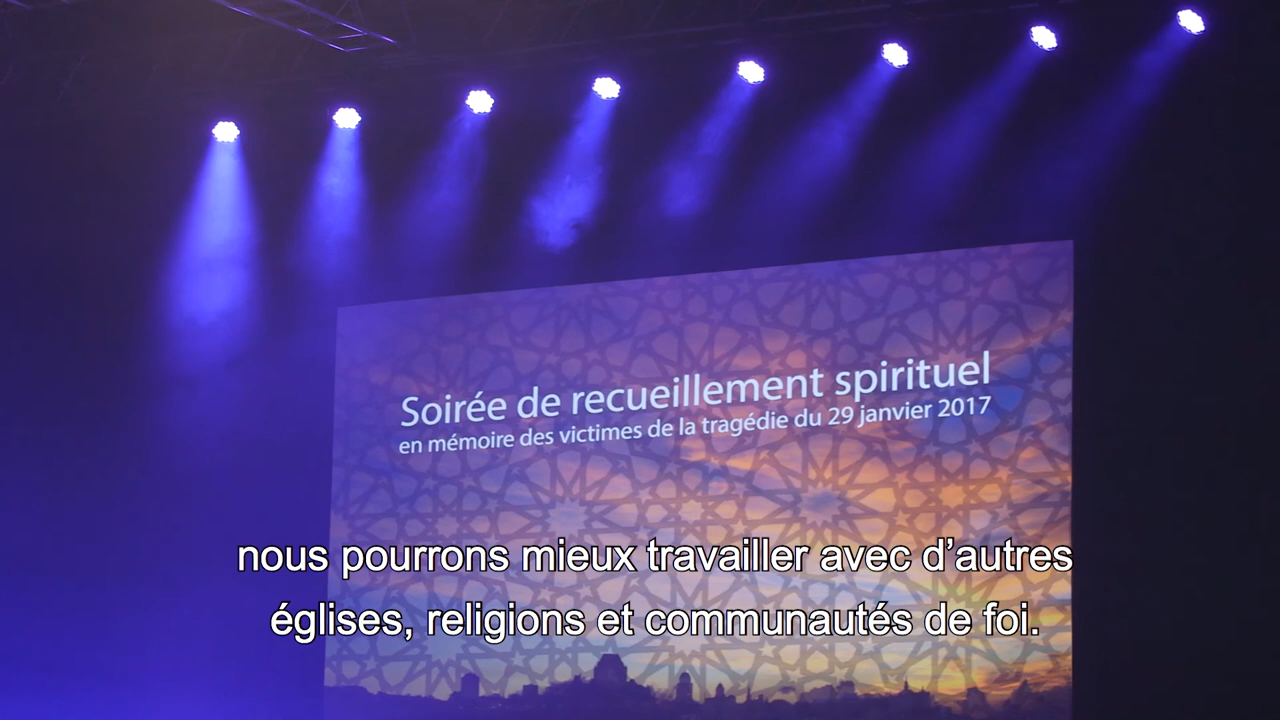 Soirée de recueillement spirituel
en mémoire des victimes de la tragédie du 29 janvier 2017
nous pourrons mieux travailler avec d’autres
églises, religions et communautés de foi.